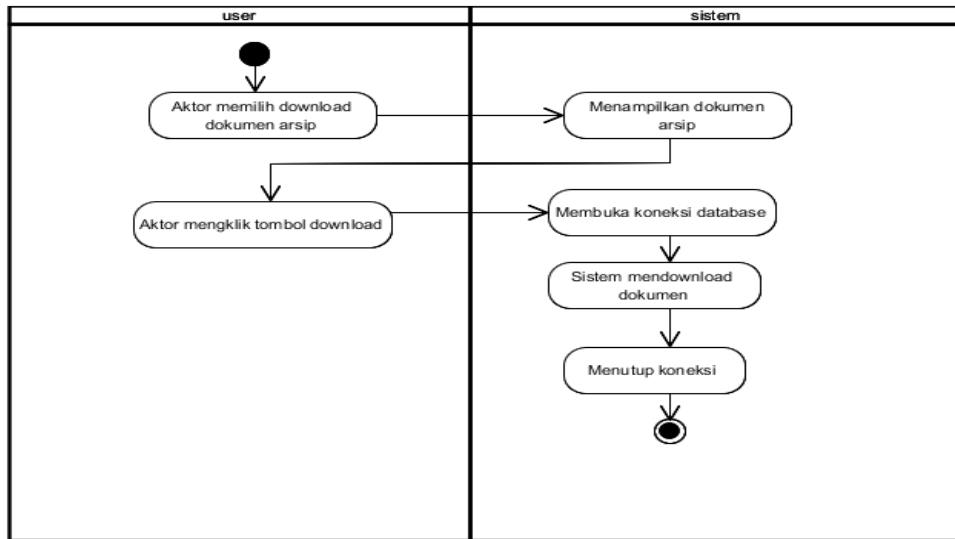 user
sistem
Aktor memilih download
dokumen arsip
Menampilkan dokumen
arsip
Aktor mengklik tombol download
Membuka koneksi database
Sistem mendownload
dokumen
Menutup koneksi